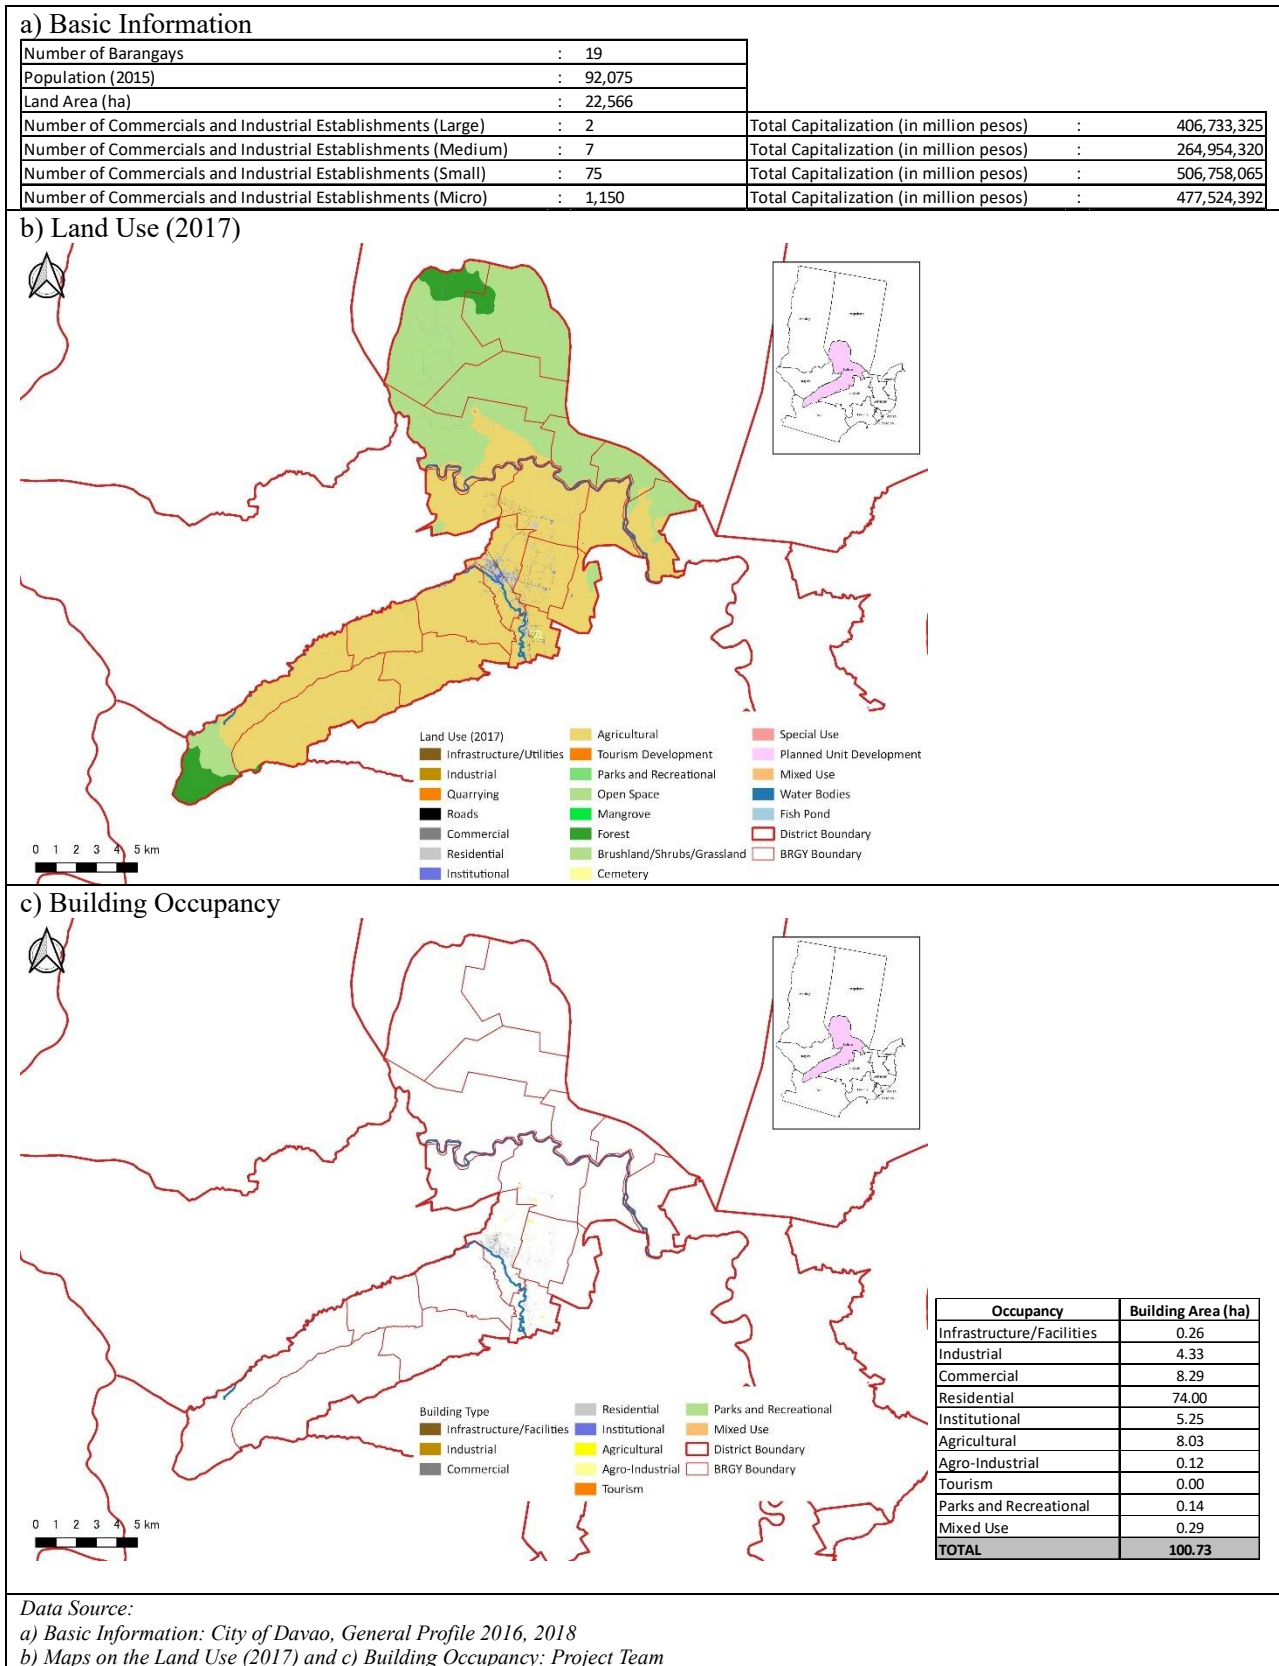 a) Basic Information
Number of Barangays : 19
Population (2015) : 92,075
Land Area (ha) : 22,566
Number of Commercials and Industrial Establishments (Large) : 2 Total Capitalization (in million pesos) : 406,733,325
Number of Commercials and Industrial Establishments (Medium) : 7 Total Capitalization (in million pesos) : 264,954,320
Number of Commercials and Industrial Establishments (Small) : 75 Total Capitalization (in million pesos) : 506,758,065
Number of Commercials and Industrial Establishments (Micro) : 1,150 Total Capitalization (in million pesos) : 477,524,392
b) Land Use (2017)
Land Use (2017)
Infrastructure/Utilities
Industrial
Quarrying
Roads
Commercial
Residential
Institutional
Agricultural
Tourism Development
Parks and Recreational
Open Space
Mangrove
Forest
Brushland/Shrubs/Grassland
Cemetery
Special Use
Planned Unit Development
Mixed Use
Water Bodies
Fish Pond
District Boundary
BRGY Boundary
0 1 2 3 4 5 km
c) Building Occupancy
Building Type
Infrastructure/Facilities
Industrial
Commercial
Residential
Institutional
Agricultural
Agro-Industrial
Tourism
Parks and Recreational
Mixed Use
District Boundary
BRGY Boundary
0 1 2 3 4 5 km
Occupancy Building Area (ha)
Infrastructure/Facilities 0.26
Industrial 4.33
Commercial 8.29
Residential 74.00
Institutional 5.25
Agricultural 8.03
Agro-Industrial 0.12
Tourism 0.00
Parks and Recreational 0.14
Mixed Use 0.29
TOTAL 100.73
Data Source:
a) Basic Information: City of Davao, General Profile 2016, 2018
b) Maps on the Land Use (2017) and c) Building Occupancy: Project Team